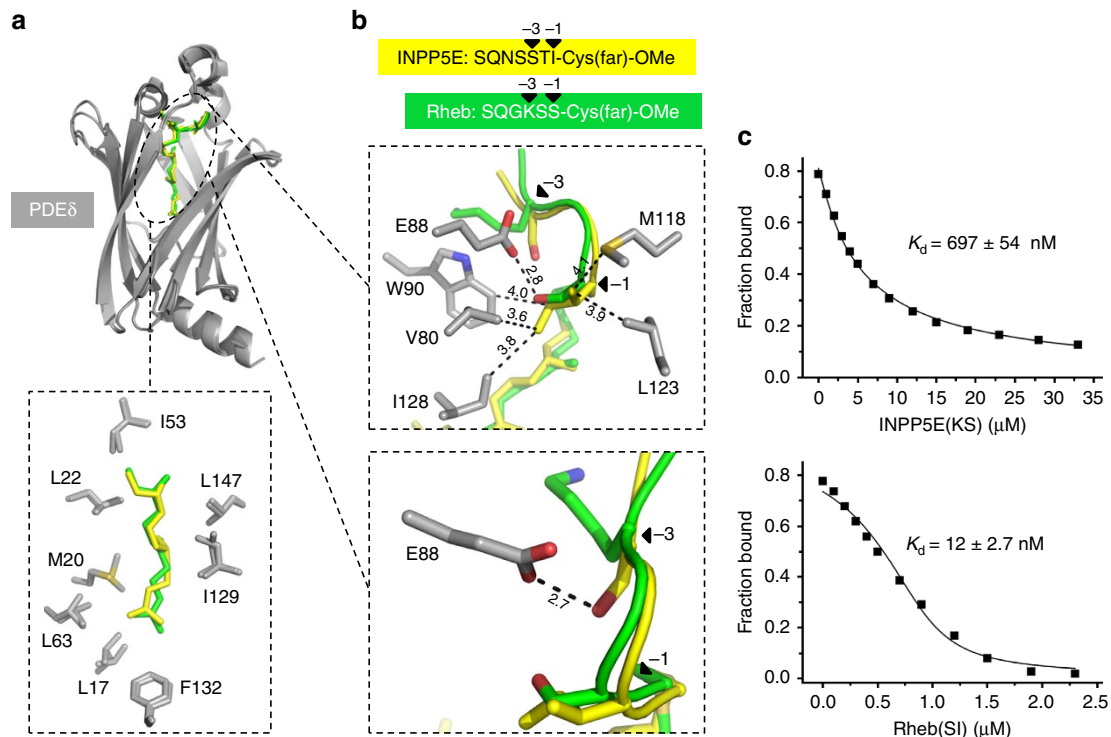 a
PDEδ
I53
L22
L147
M20
I129
L63
L17
F132
b
–3 –1
INPP5E: SQNSSTI-Cys(far)-OMe
–3 –1
Rheb: SQGKSS-Cys(far)-OMe
–3
E88
M118
2.8
4.1
W90
4.0
–1
3.6
3.9
V80
3.8
I128
L123
E88
–3
2.7
–1
c
Fraction bound
0.8
0.6
0.4
0.2
0.0
Kd = 697 ± 54 nM
0 5 10 15 20 25 30 35
INPP5E(KS) (μM)
Fraction bound
0.8
0.6
0.4
0.2
0.0
Kd = 12 ± 2.7 nM
0.0 0.5 1.0 1.5 2.0 2.5
Rheb(SI) (μM)